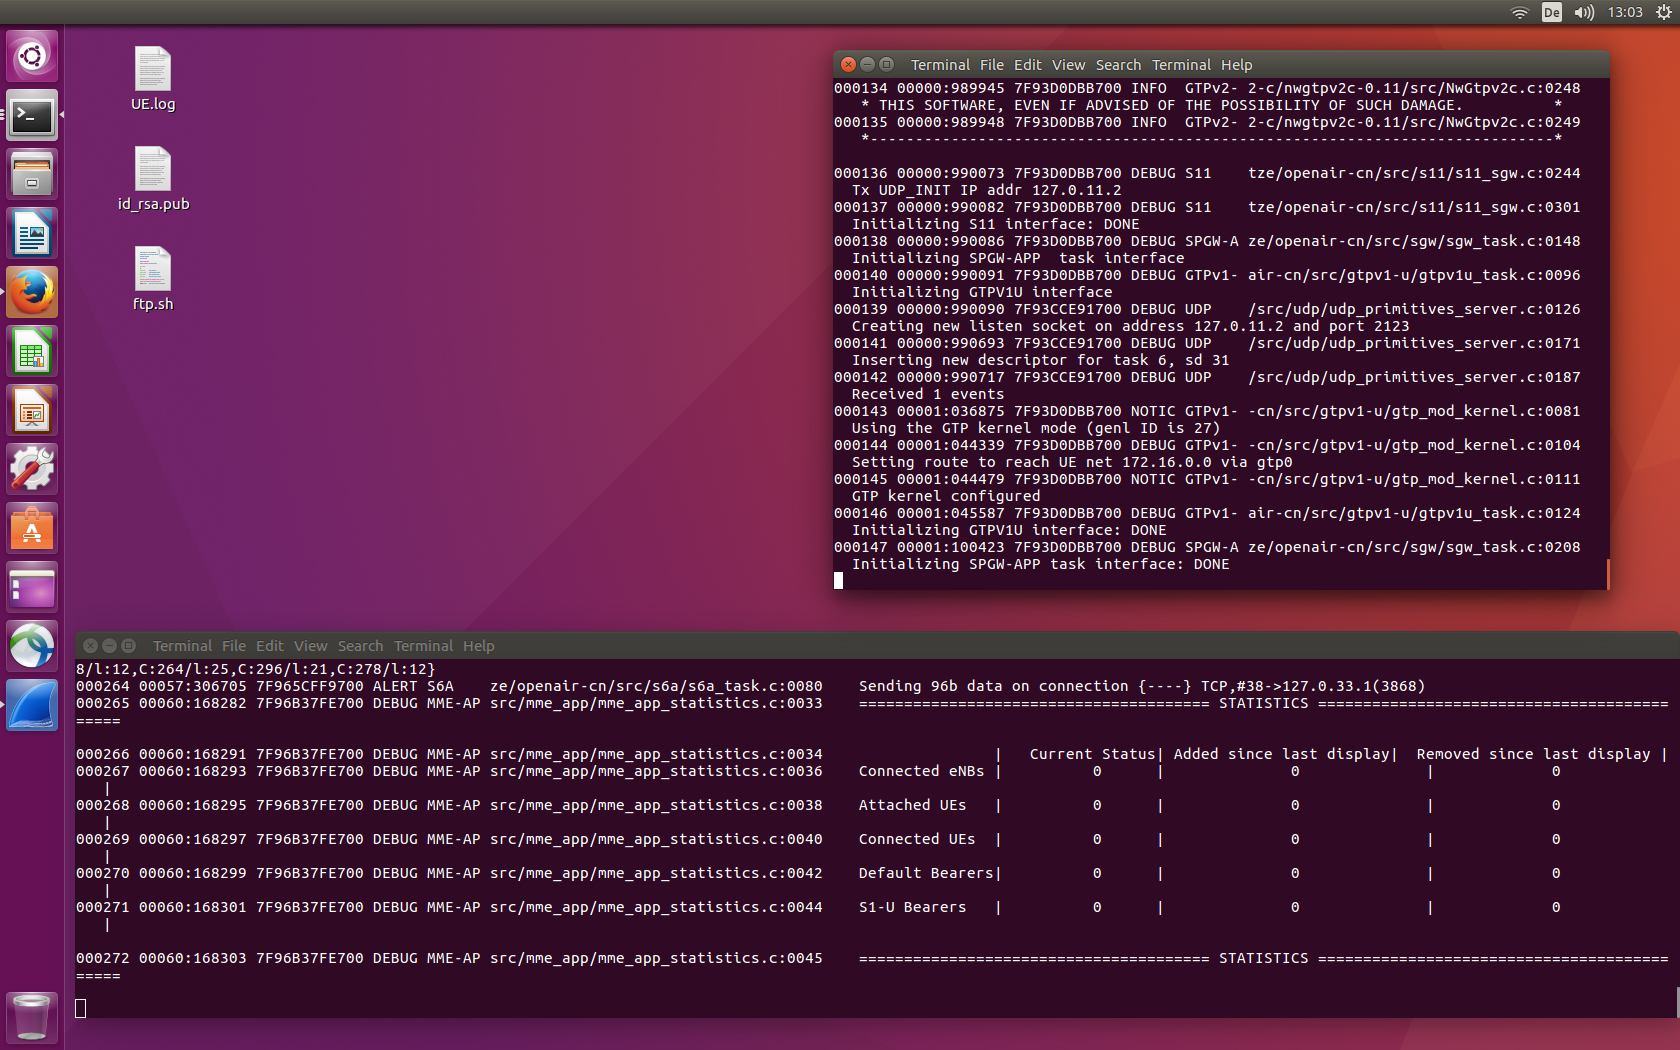 De 13:03
UE.log
id_rsa.pub
ftp.sh
Terminal File Edit View Search Terminal Help
000134 00000:989945 7F93D0DBB700 INFO  GTPv2- 2-c/nwgtpv2c-0.11/src/NwGtpv2c.c:0248
* THIS SOFTWARE, EVEN IF ADVISED OF THE POSSIBILITY OF SUCH DAMAGE.          *
000135 00000:989948 7F93D0DBB700 INFO  GTPv2- 2-c/nwgtpv2c-0.11/src/NwGtpv2c.c:0249
*----------------------------------------------------------------------------*
000136 00000:990073 7F93D0DBB700 DEBUG S11    tze/openair-cn/src/s11/s11_sgw.c:0244
Tx UDP_INIT IP addr 127.0.11.2
000137 00000:990082 7F93D0DBB700 DEBUG S11    tze/openair-cn/src/s11/s11_sgw.c:0301
Initializing S11 interface: DONE
000138 00000:990086 7F93D0DBB700 DEBUG SPGW-A ze/openair-cn/src/sgw/sgw_task.c:0148
Initializing SPGW-APP  task interface
000140 00000:990091 7F93D0DBB700 DEBUG GTPv1- air-cn/src/gtpv1-u/gtpv1u_task.c:0096
Initializing GTPV1U interface
000139 00000:990090 7F93CCE91700 DEBUG UDP    /src/udp/udp_primitives_server.c:0126
Creating new listen socket on address 127.0.11.2 and port 2123
000141 00000:990693 7F93CCE91700 DEBUG UDP    /src/udp/udp_primitives_server.c:0171
Inserting new descriptor for task 6, sd 31
000142 00000:990717 7F93CCE91700 DEBUG UDP    /src/udp/udp_primitives_server.c:0187
Received 1 events
000143 00001:036875 7F93D0DBB700 NOTIC GTPv1- -cn/src/gtpv1-u/gtp_mod_kernel.c:0081
Using the GTP kernel mode (genl ID is 27)
000144 00001:044339 7F93D0DBB700 DEBUG GTPv1- -cn/src/gtpv1-u/gtp_mod_kernel.c:0104
Setting route to reach UE net 172.16.0.0 via gtp0
000145 00001:044479 7F93D0DBB700 NOTIC GTPv1- -cn/src/gtpv1-u/gtp_mod_kernel.c:0111
GTP kernel configured
000146 00001:045587 7F93D0DBB700 DEBUG GTPv1- air-cn/src/gtpv1-u/gtpv1u_task.c:0124
Initializing GTPV1U interface: DONE
000147 00001:100423 7F93D0DBB700 DEBUG SPGW-A ze/openair-cn/src/sgw/sgw_task.c:0208
Initializing SPGW-APP task interface: DONE
Terminal File Edit View Search Terminal Help
8/l:12,C:264/l:25,C:296/l:21,C:278/l:12}
000264 00057:306705 7F965CFF9700 ALERT S6A    ze/openair-cn/src/s6a/s6a_task.c:0080    Sending 96b data on connection {----} TCP,#38->127.0.33.1(3868)
000265 00060:168282 7F96B37FE700 DEBUG MME-AP src/mme_app/mme_app_statistics.c:0033    ======================================= STATISTICS =======================================
=====
000266 00060:168291 7F96B37FE700 DEBUG MME-AP src/mme_app/mme_app_statistics.c:0034                   |   Current Status| Added since last display|  Removed since last display |
000267 00060:168293 7F96B37FE700 DEBUG MME-AP src/mme_app/mme_app_statistics.c:0036    Connected eNBs |          0      |              0              |             0
|
000268 00060:168295 7F96B37FE700 DEBUG MME-AP src/mme_app/mme_app_statistics.c:0038    Attached UEs   |          0      |              0              |             0
|
000269 00060:168297 7F96B37FE700 DEBUG MME-AP src/mme_app/mme_app_statistics.c:0040    Connected UEs  |          0      |              0              |             0
|
000270 00060:168299 7F96B37FE700 DEBUG MME-AP src/mme_app/mme_app_statistics.c:0042    Default Bearers|          0      |              0              |             0
|
000271 00060:168301 7F96B37FE700 DEBUG MME-AP src/mme_app/mme_app_statistics.c:0044    S1-U Bearers   |          0      |              0              |             0
|
000272 00060:168303 7F96B37FE700 DEBUG MME-AP src/mme_app/mme_app_statistics.c:0045    ======================================= STATISTICS =======================================
=====